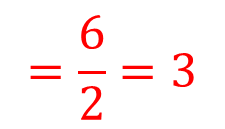 = 6/2 = 3